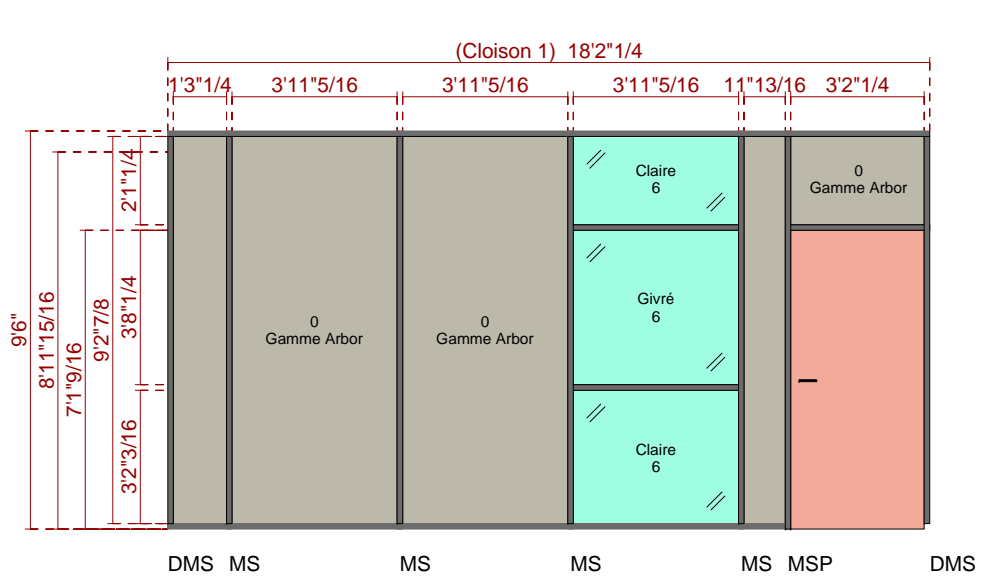 (Cloison 1) 18'2"1/4
1'3"1/4 3'11"5/16 3'11"5/16 3'11"5/16 11"13/16 3'2"1/4
9'6"
8'11"15/16
7'1"9/16
9'2"7/8
2'1"1/4
3'8"1/4
3'2"3/16
Claire
6
0
Gamme Arbor
Givré
6
0
Gamme Arbor
0
Gamme Arbor
Claire
6
DMS MS MS MS MS MSP DMS